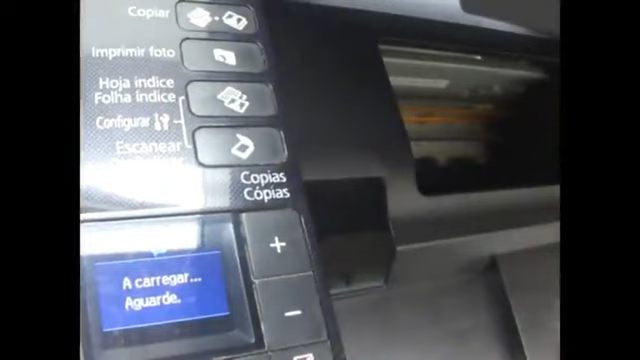 Copiar
Imprimir foto
Hoja índice
Folha índice
Configurar
Escanear
Copias
Cópias
+
−
A carregar...
Aguarde.